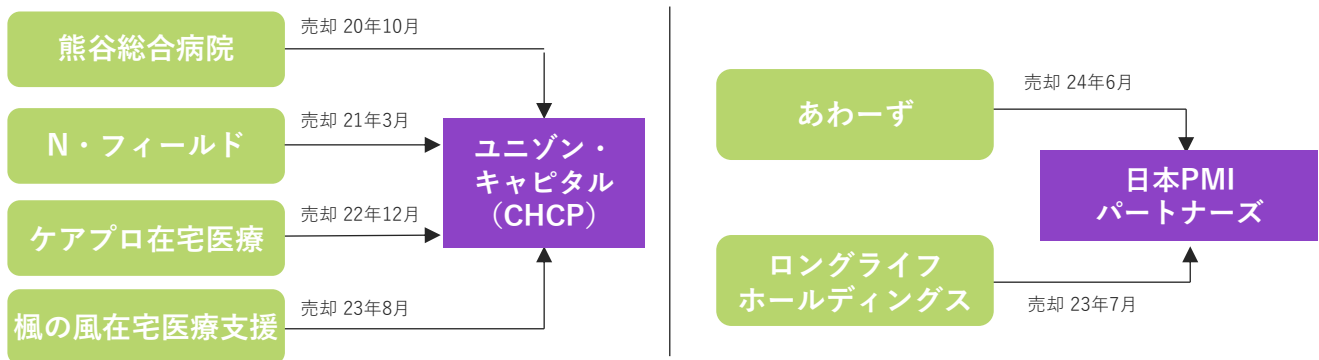 熊谷総合病院
売却 20年10月
N・フィールド
売却 21年3月
ケアプロ在宅医療
売却 22年12月
楓の風在宅医療支援
売却 23年8月
ユニゾン・
キャピタル
（CHCP）
あわーず
売却 24年6月
ロングライフ
ホールディングス
売却 23年7月
日本PMI
パートナーズ